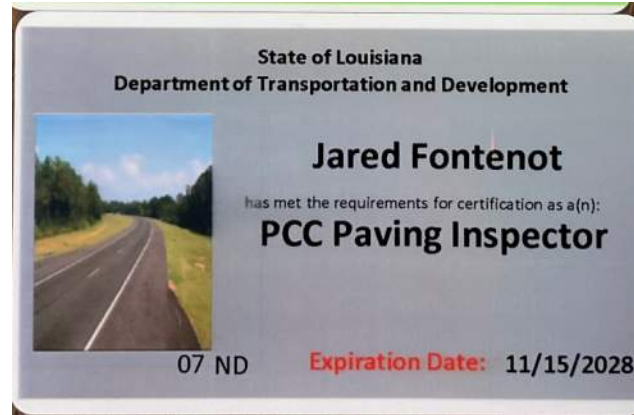 State of Louisiana
Department of Transportation and Development
Jared Fontenot
has met the requirements for certification as a(n):
PCC Paving Inspector
07 ND
Expiration Date: 11/15/2028